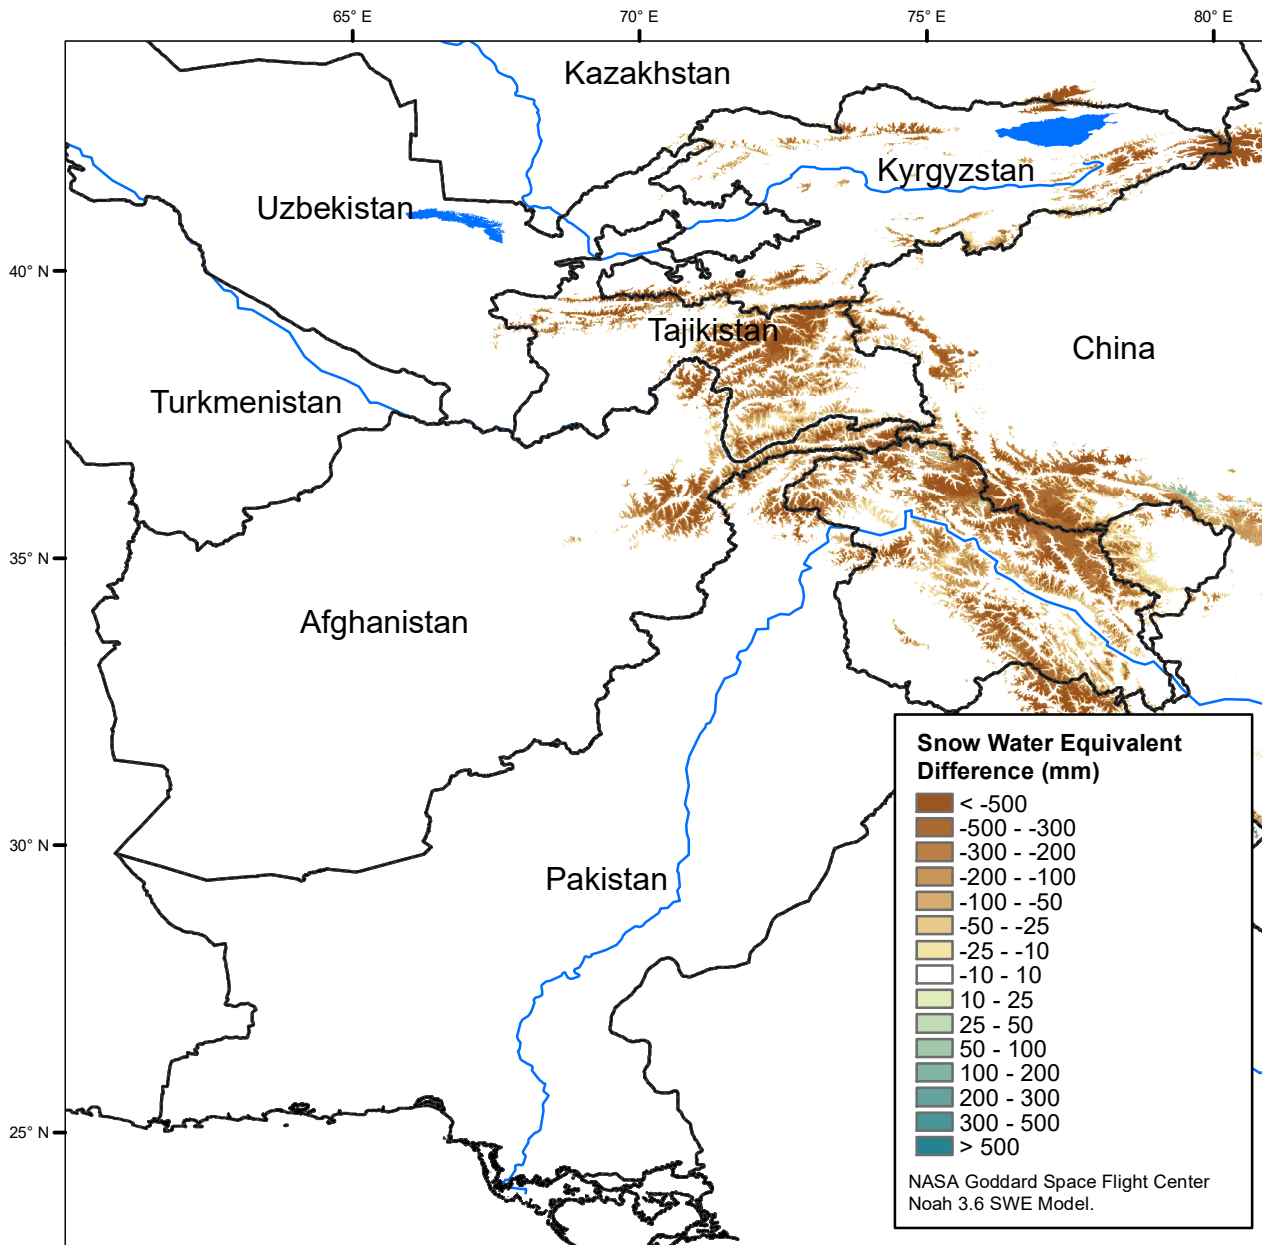 65° E
70° E
75° E
80° E
Kazakhstan
Kyrgyzstan
Uzbekistan
40° N
Tajikistan
China
Turkmenistan
35° N
Afghanistan
30° N
Pakistan
25° N
Snow Water Equivalent
Difference (mm)
< -500
-500 - -300
-300 - -200
-200 - -100
-100 - -50
-50 - -25
-25 - -10
-10 - 10
10 - 25
25 - 50
50 - 100
100 - 200
200 - 300
300 - 500
> 500
NASA Goddard Space Flight Center
Noah 3.6 SWE Model.